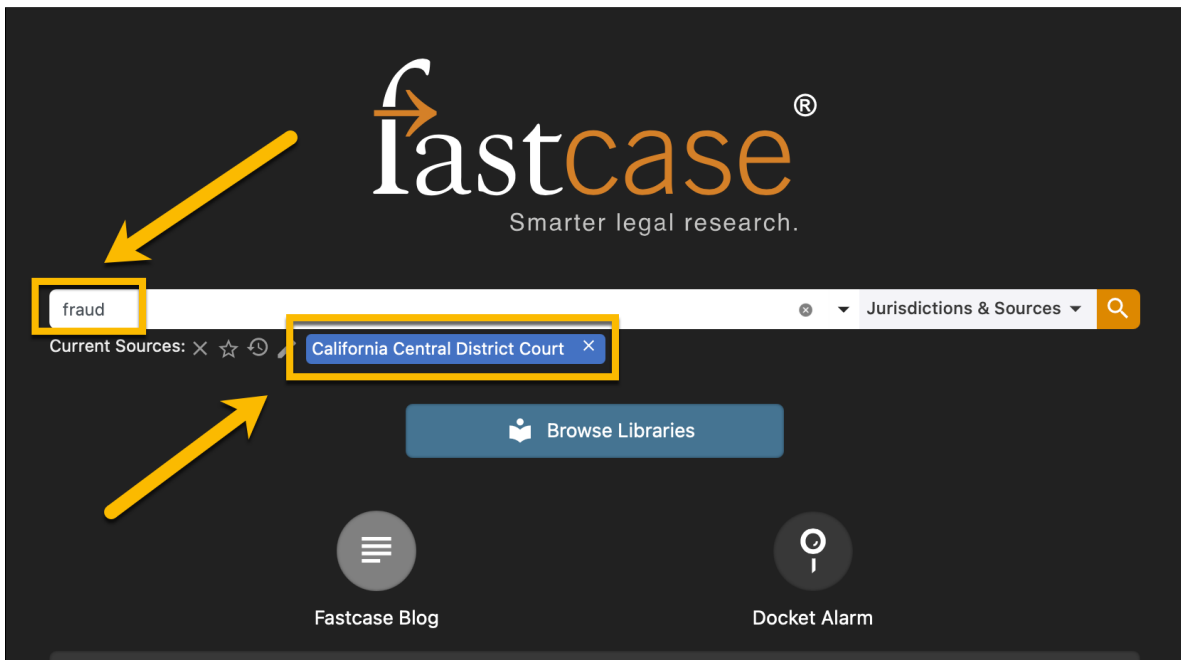 fastcase®
Smarter legal research.
fraud
Jurisdictions & Sources
Current Sources:
California Central District Court
Browse Libraries
Fastcase Blog
Docket Alarm